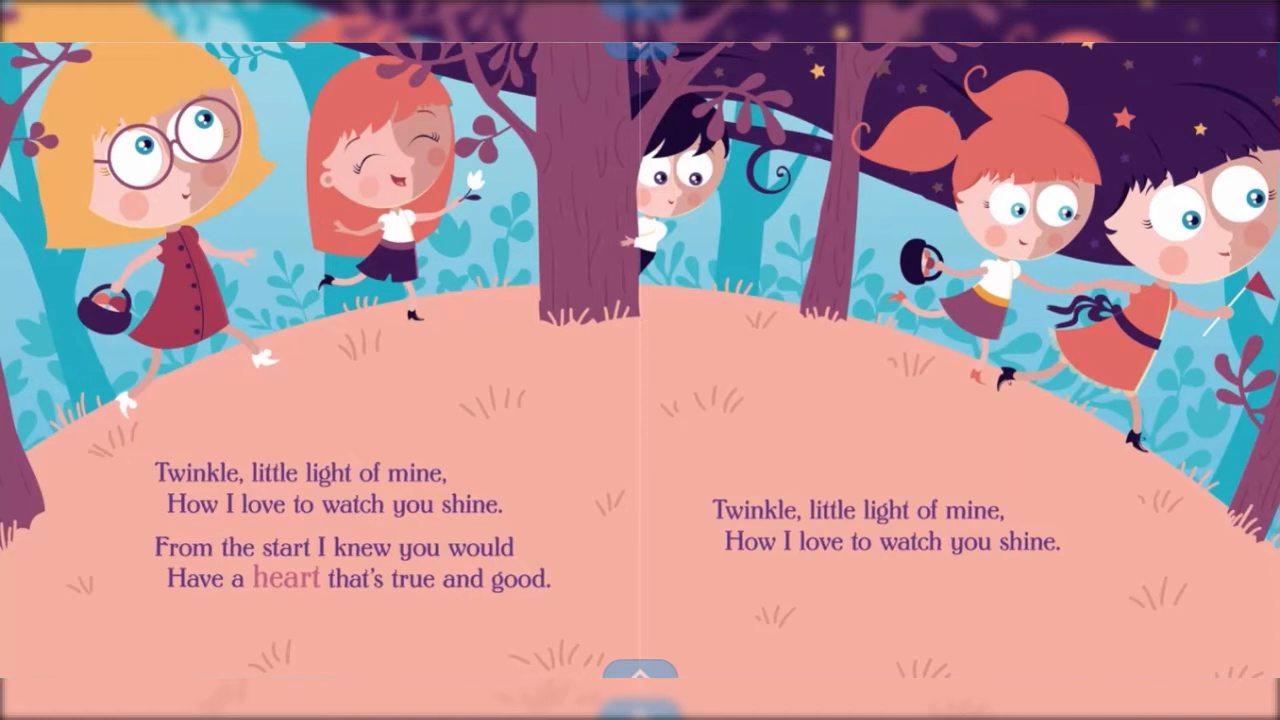 Twinkle, little light of mine,
How I love to watch you shine.
From the start I knew you would
Have a heart that's true and good.
Twinkle, little light of mine,
How I love to watch you shine.